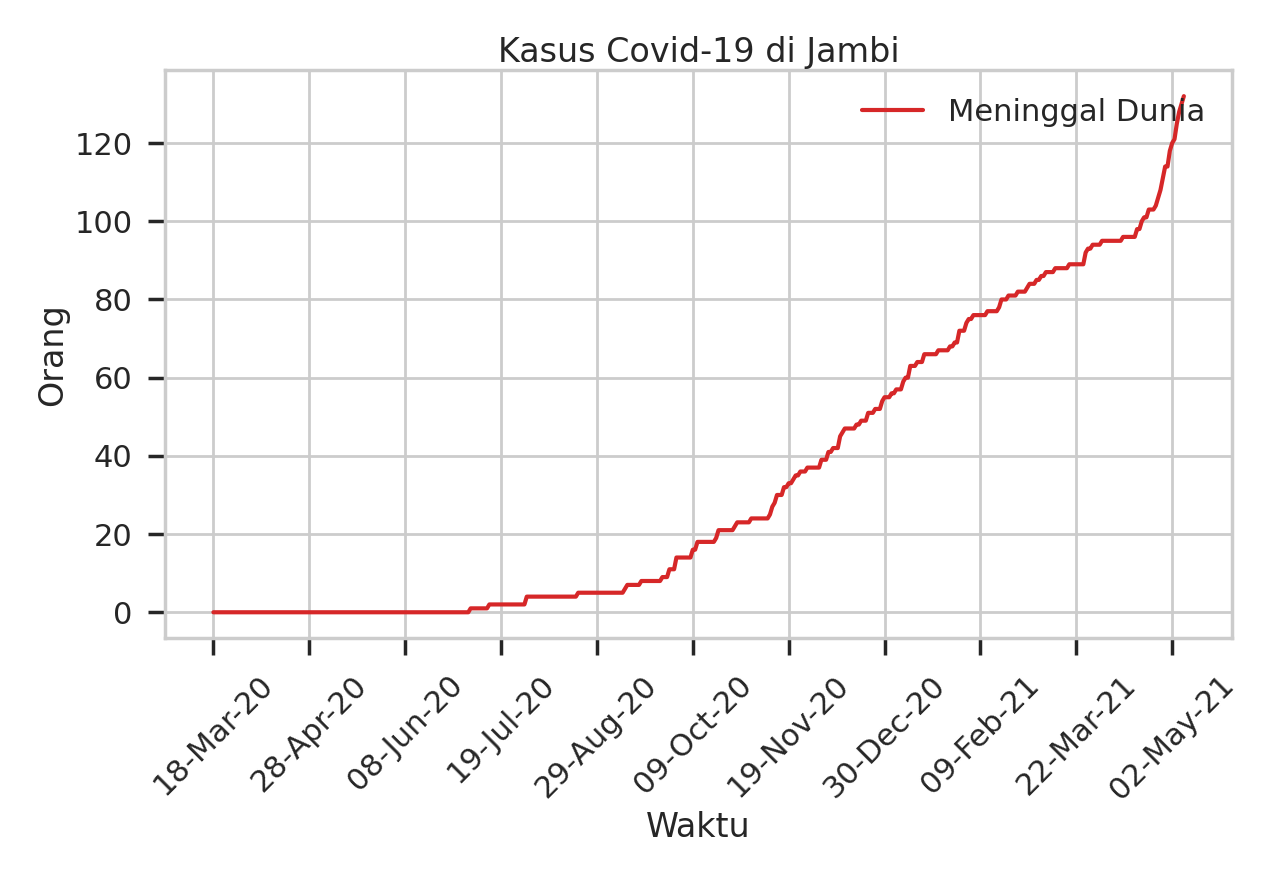 Kasus Covid-19 di Jambi
Meninggal Dunia
120
100
80
60
40
20
0
Orang
18-Mar-20
28-Apr-20
08-Jun-20
19-Jul-20
29-Aug-20
09-Oct-20
19-Nov-20
30-Dec-20
09-Feb-21
22-Mar-21
02-May-21
Waktu